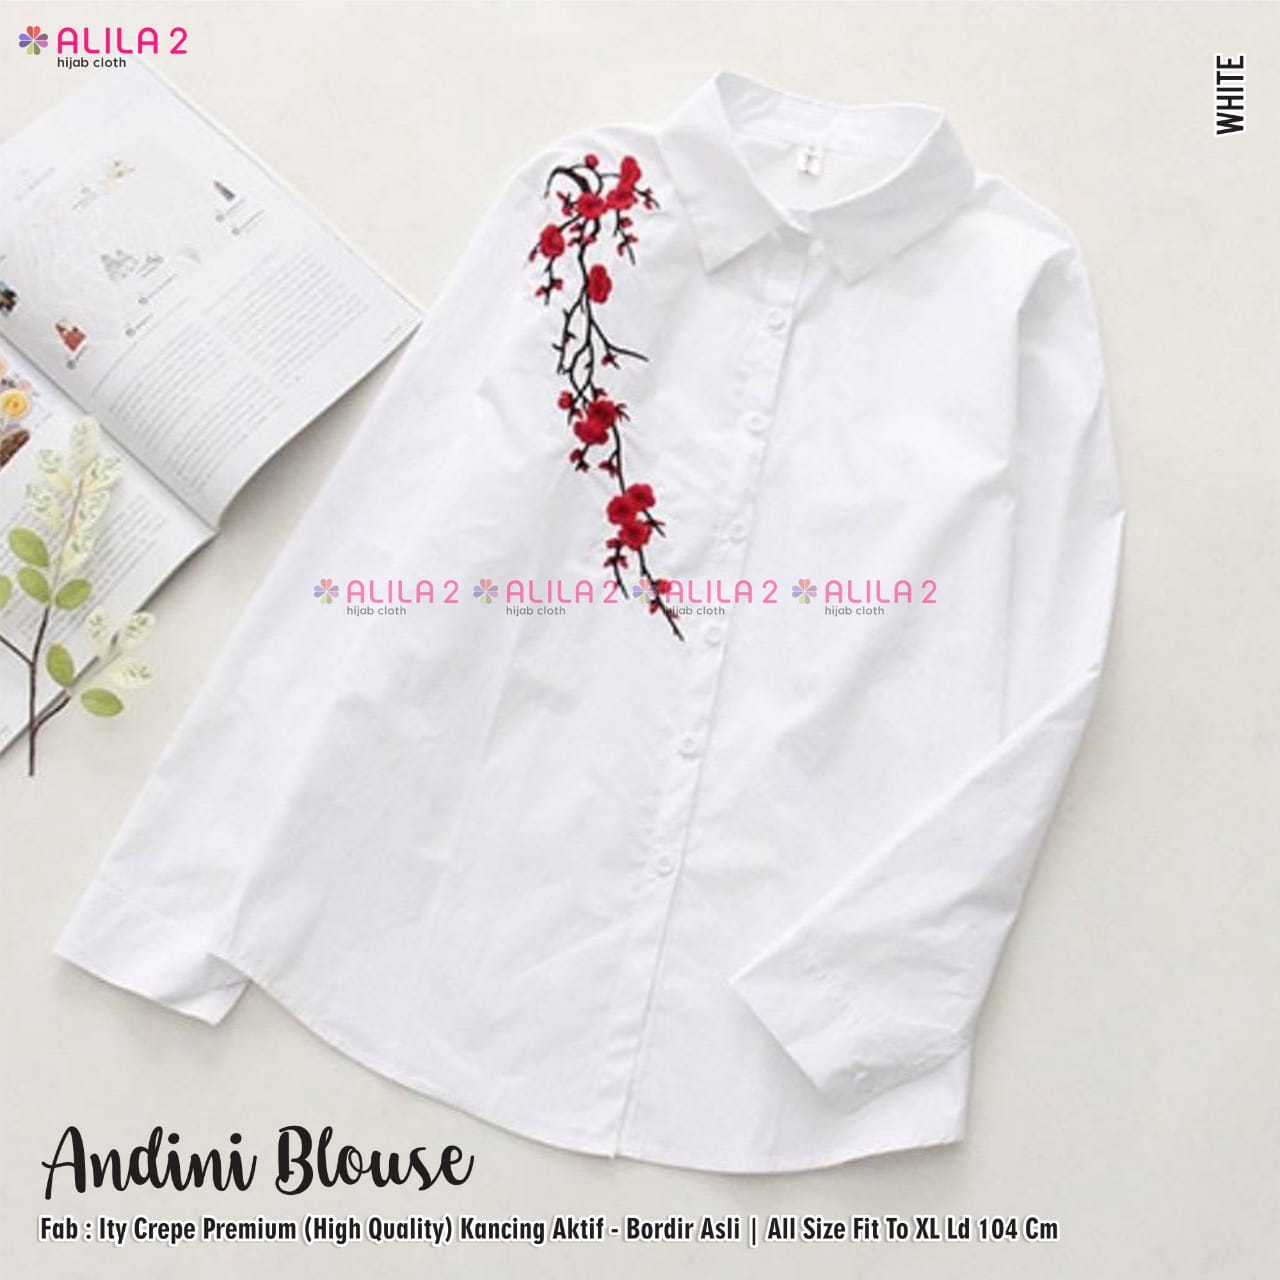 ALILA 2
hijab cloth
WHITE
ALILA 2 ALILA 2 ALILA 2 ALILA 2
hijab cloth hijab cloth hijab cloth hijab cloth
Andini Blouse
Fab : Ity Crepe Premium (High Quality) Kancing Aktif - Bordir Asli | All Size Fit To XL Ld 104 Cm